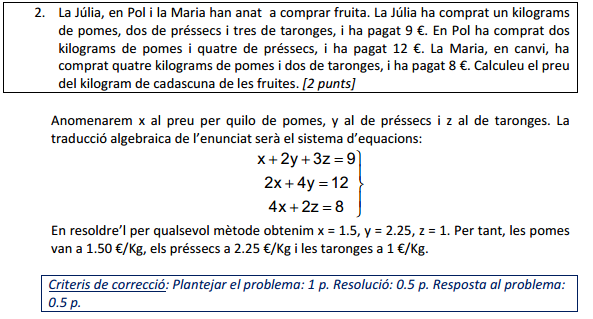 2. La Júlia, en Pol i la Maria han anat a comprar fruita. La Júlia ha comprat un kilograms
de pomes, dos de préssecs i tres de taronges, i ha pagat 9 €. En Pol ha comprat dos
kilograms de pomes i quatre de préssecs, i ha pagat 12 €. La Maria, en canvi, ha
comprat quatre kilograms de pomes i dos de taronges, i ha pagat 8 €. Calculeu el preu
del kilogram de cadascuna de les fruites. [2 punts]
Anomenarem x al preu per quilo de pomes, y al de préssecs i z al de taronges. La
traducció algebraica de l'enunciat serà el sistema d'equacions:
x + 2y + 3z = 9
2x + 4y = 12
4x + 2z = 8
En resoldre'l per qualsevol mètode obtenim x = 1.5, y = 2.25, z = 1. Per tant, les pomes
van a 1.50 €/Kg, els préssecs a 2.25 €/Kg i les taronges a 1 €/Kg.
Criteris de correcció: Plantejar el problema: 1 p. Resolució: 0.5 p. Resposta al problema:
0.5 p.